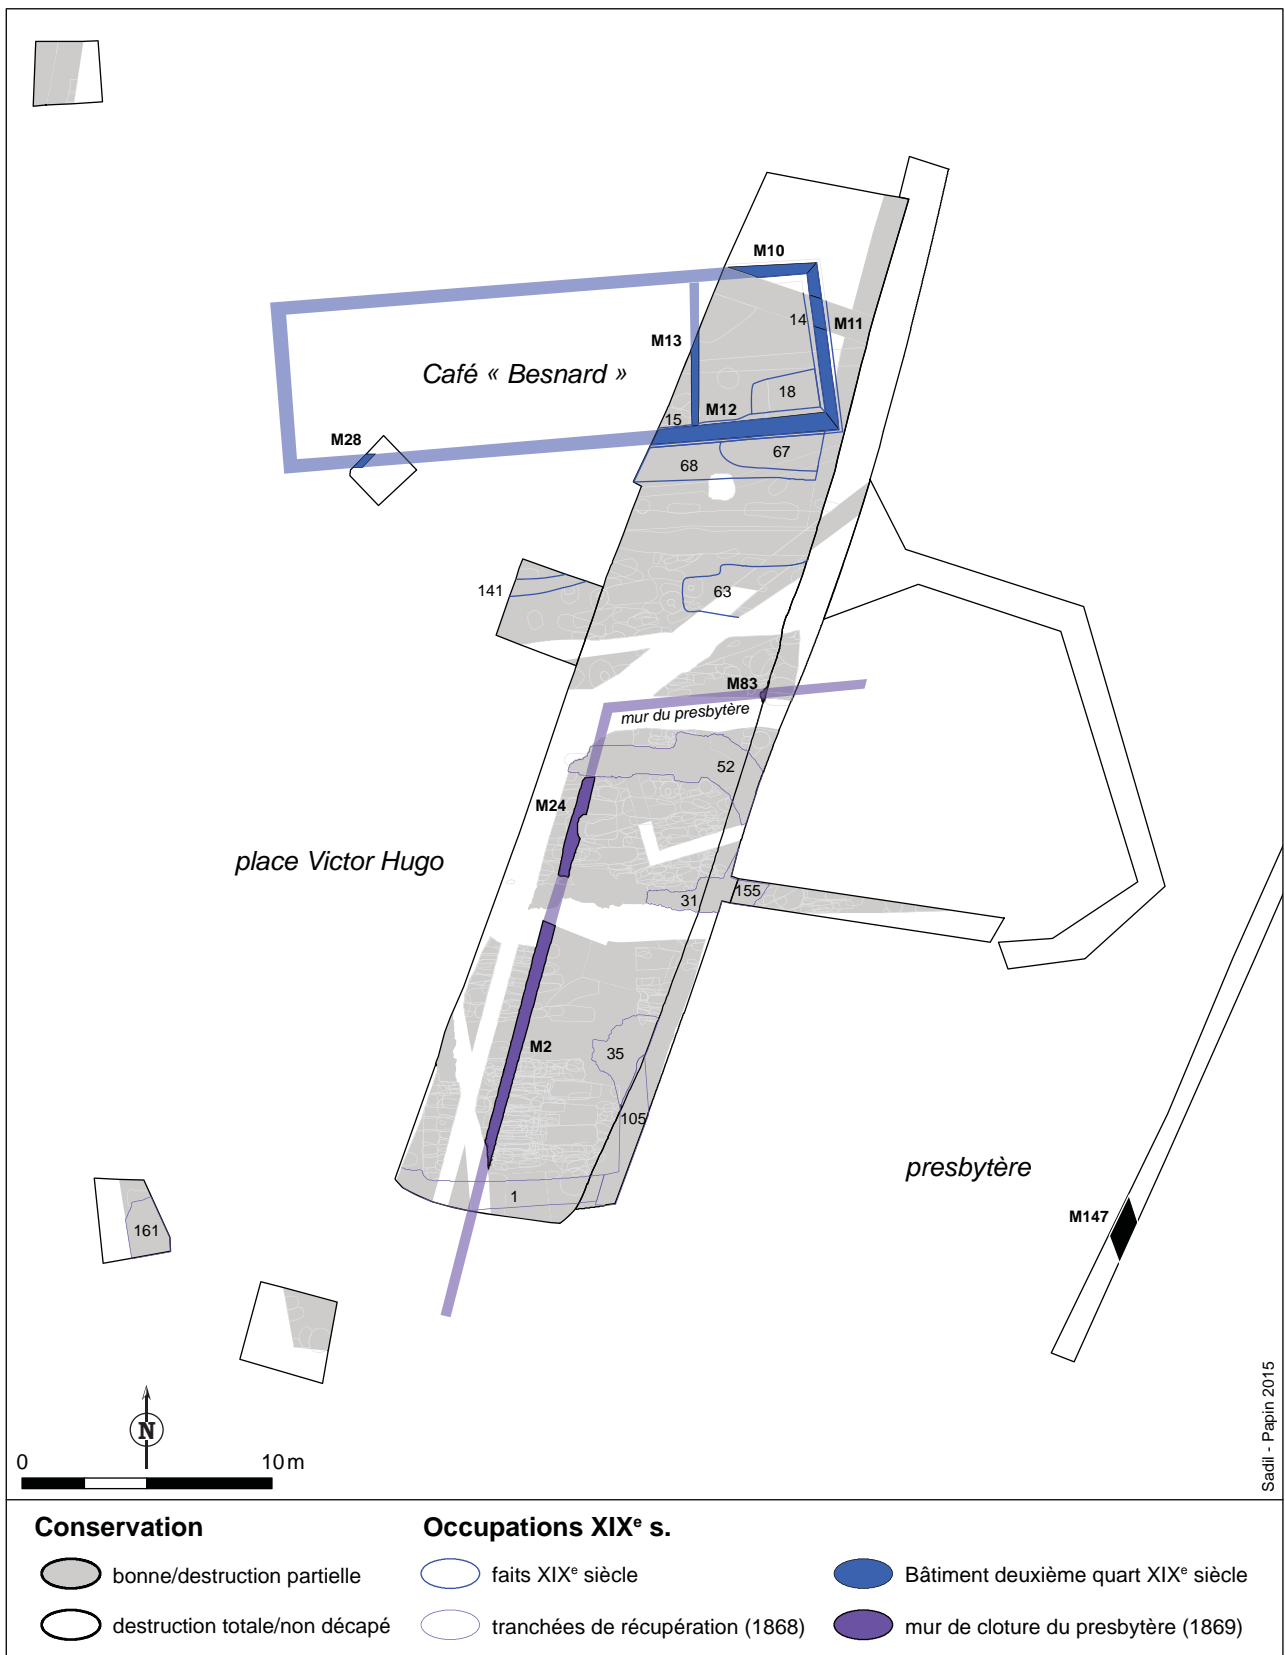 M10
14
M11
M13
Café « Besnard »
18
M12
15
M28
67
68
141
63
M83
mur du presbytère
52
M24
place Victor Hugo
155
31
M2
35
105
presbytère
1
M147
161
N
0 10 m
Sadil - Papin 2015
Conservation
bonne/destruction partielle
destruction totale/non décapé
Occupations XIXe s.
faits XIXe siècle
tranchées de récupération (1868)
Bâtiment deuxième quart XIXe siècle
mur de cloture du presbytère (1869)